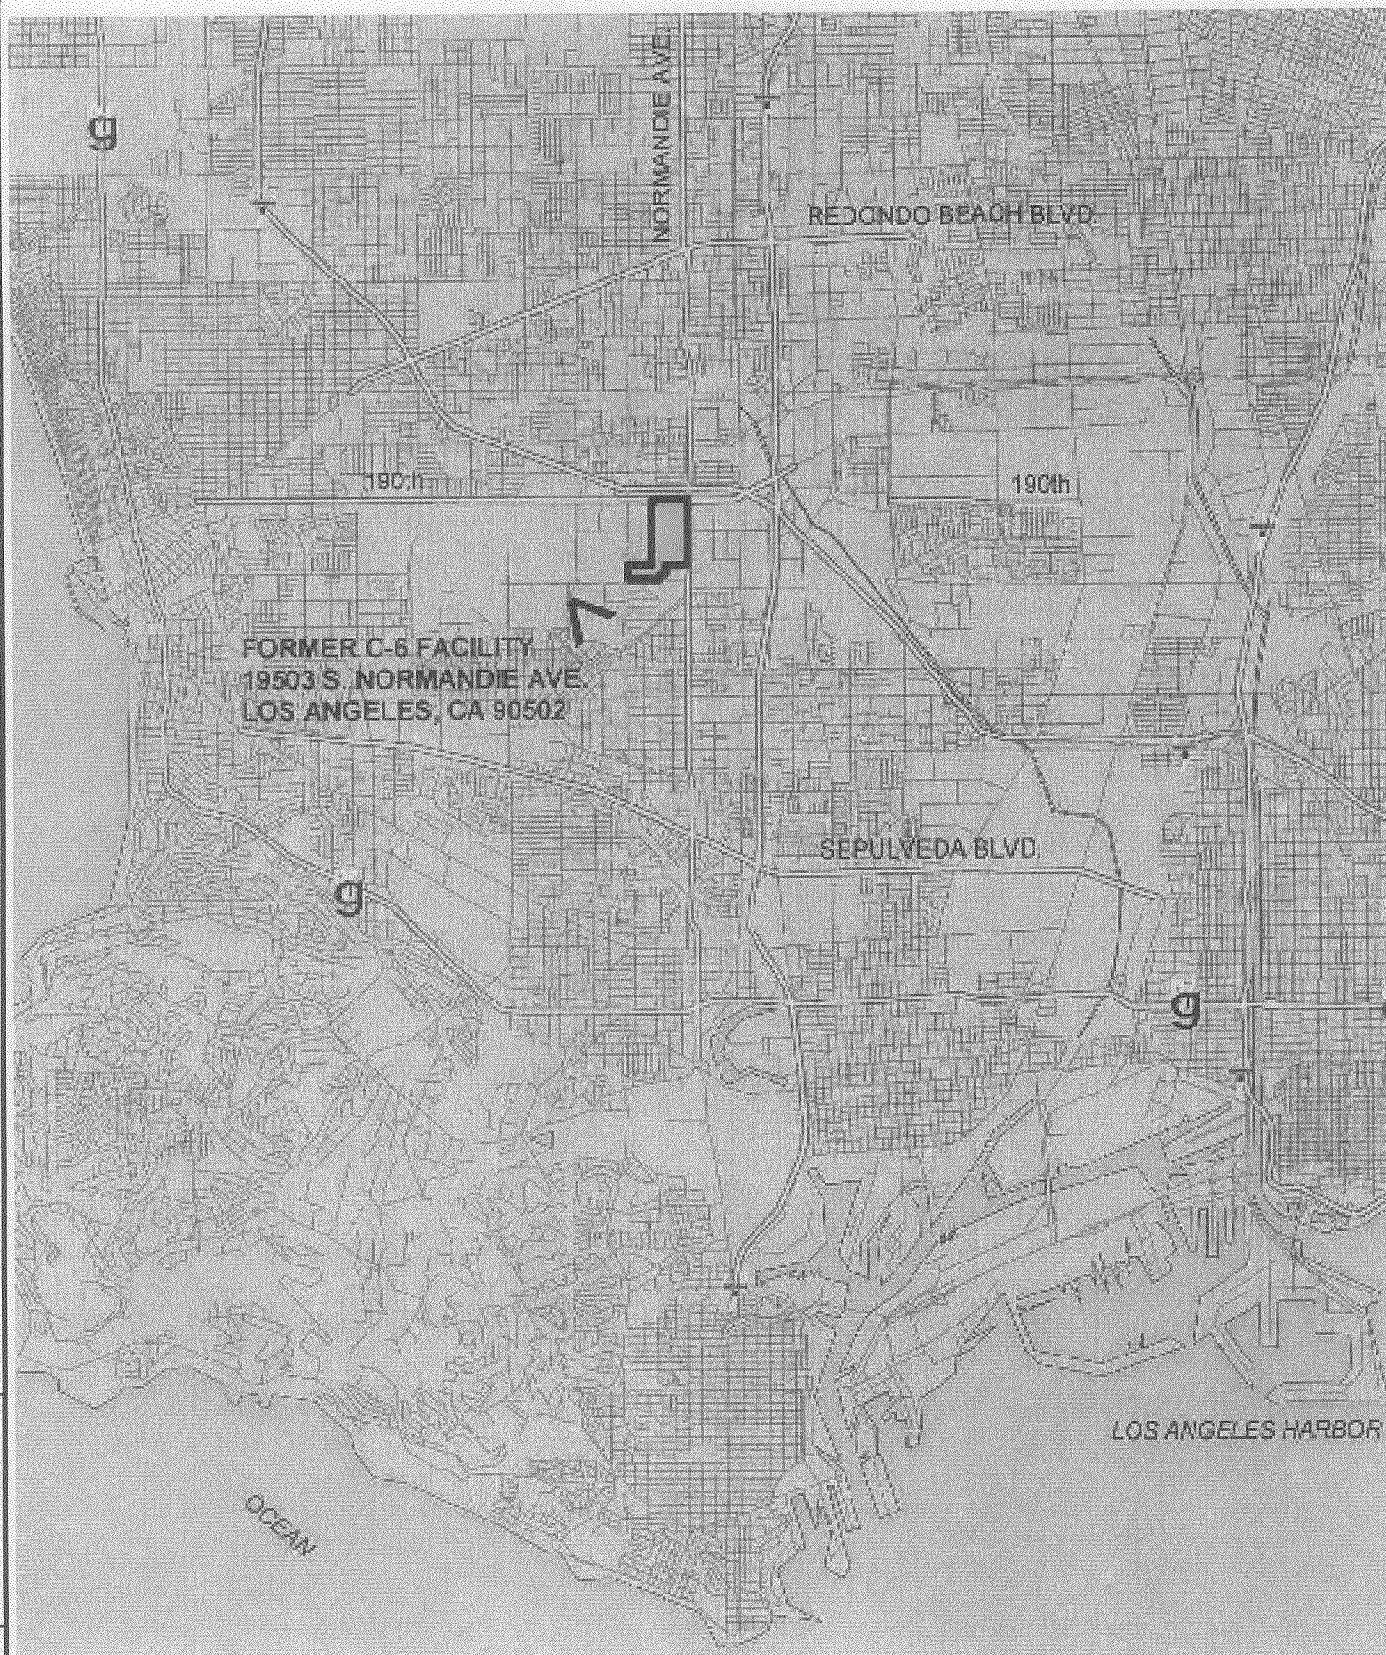 g
NORMANDIE AVE.
REDONDO BEACH BLVD.
190th
190th
FORMER C-6 FACILITY
19503 S. NORMANDIE AVE.
LOS ANGELES, CA 90502
SEPULVEDA BLVD.
g
g
LOS ANGELES HARBOR
OCEAN